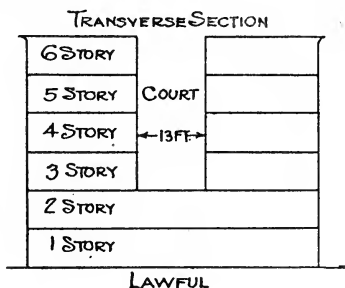 TRANSVERSE SECTION
6 STORY
5 STORY
COURT
4 STORY
13 FT.
3 STORY
2 STORY
1 STORY
LAWFUL